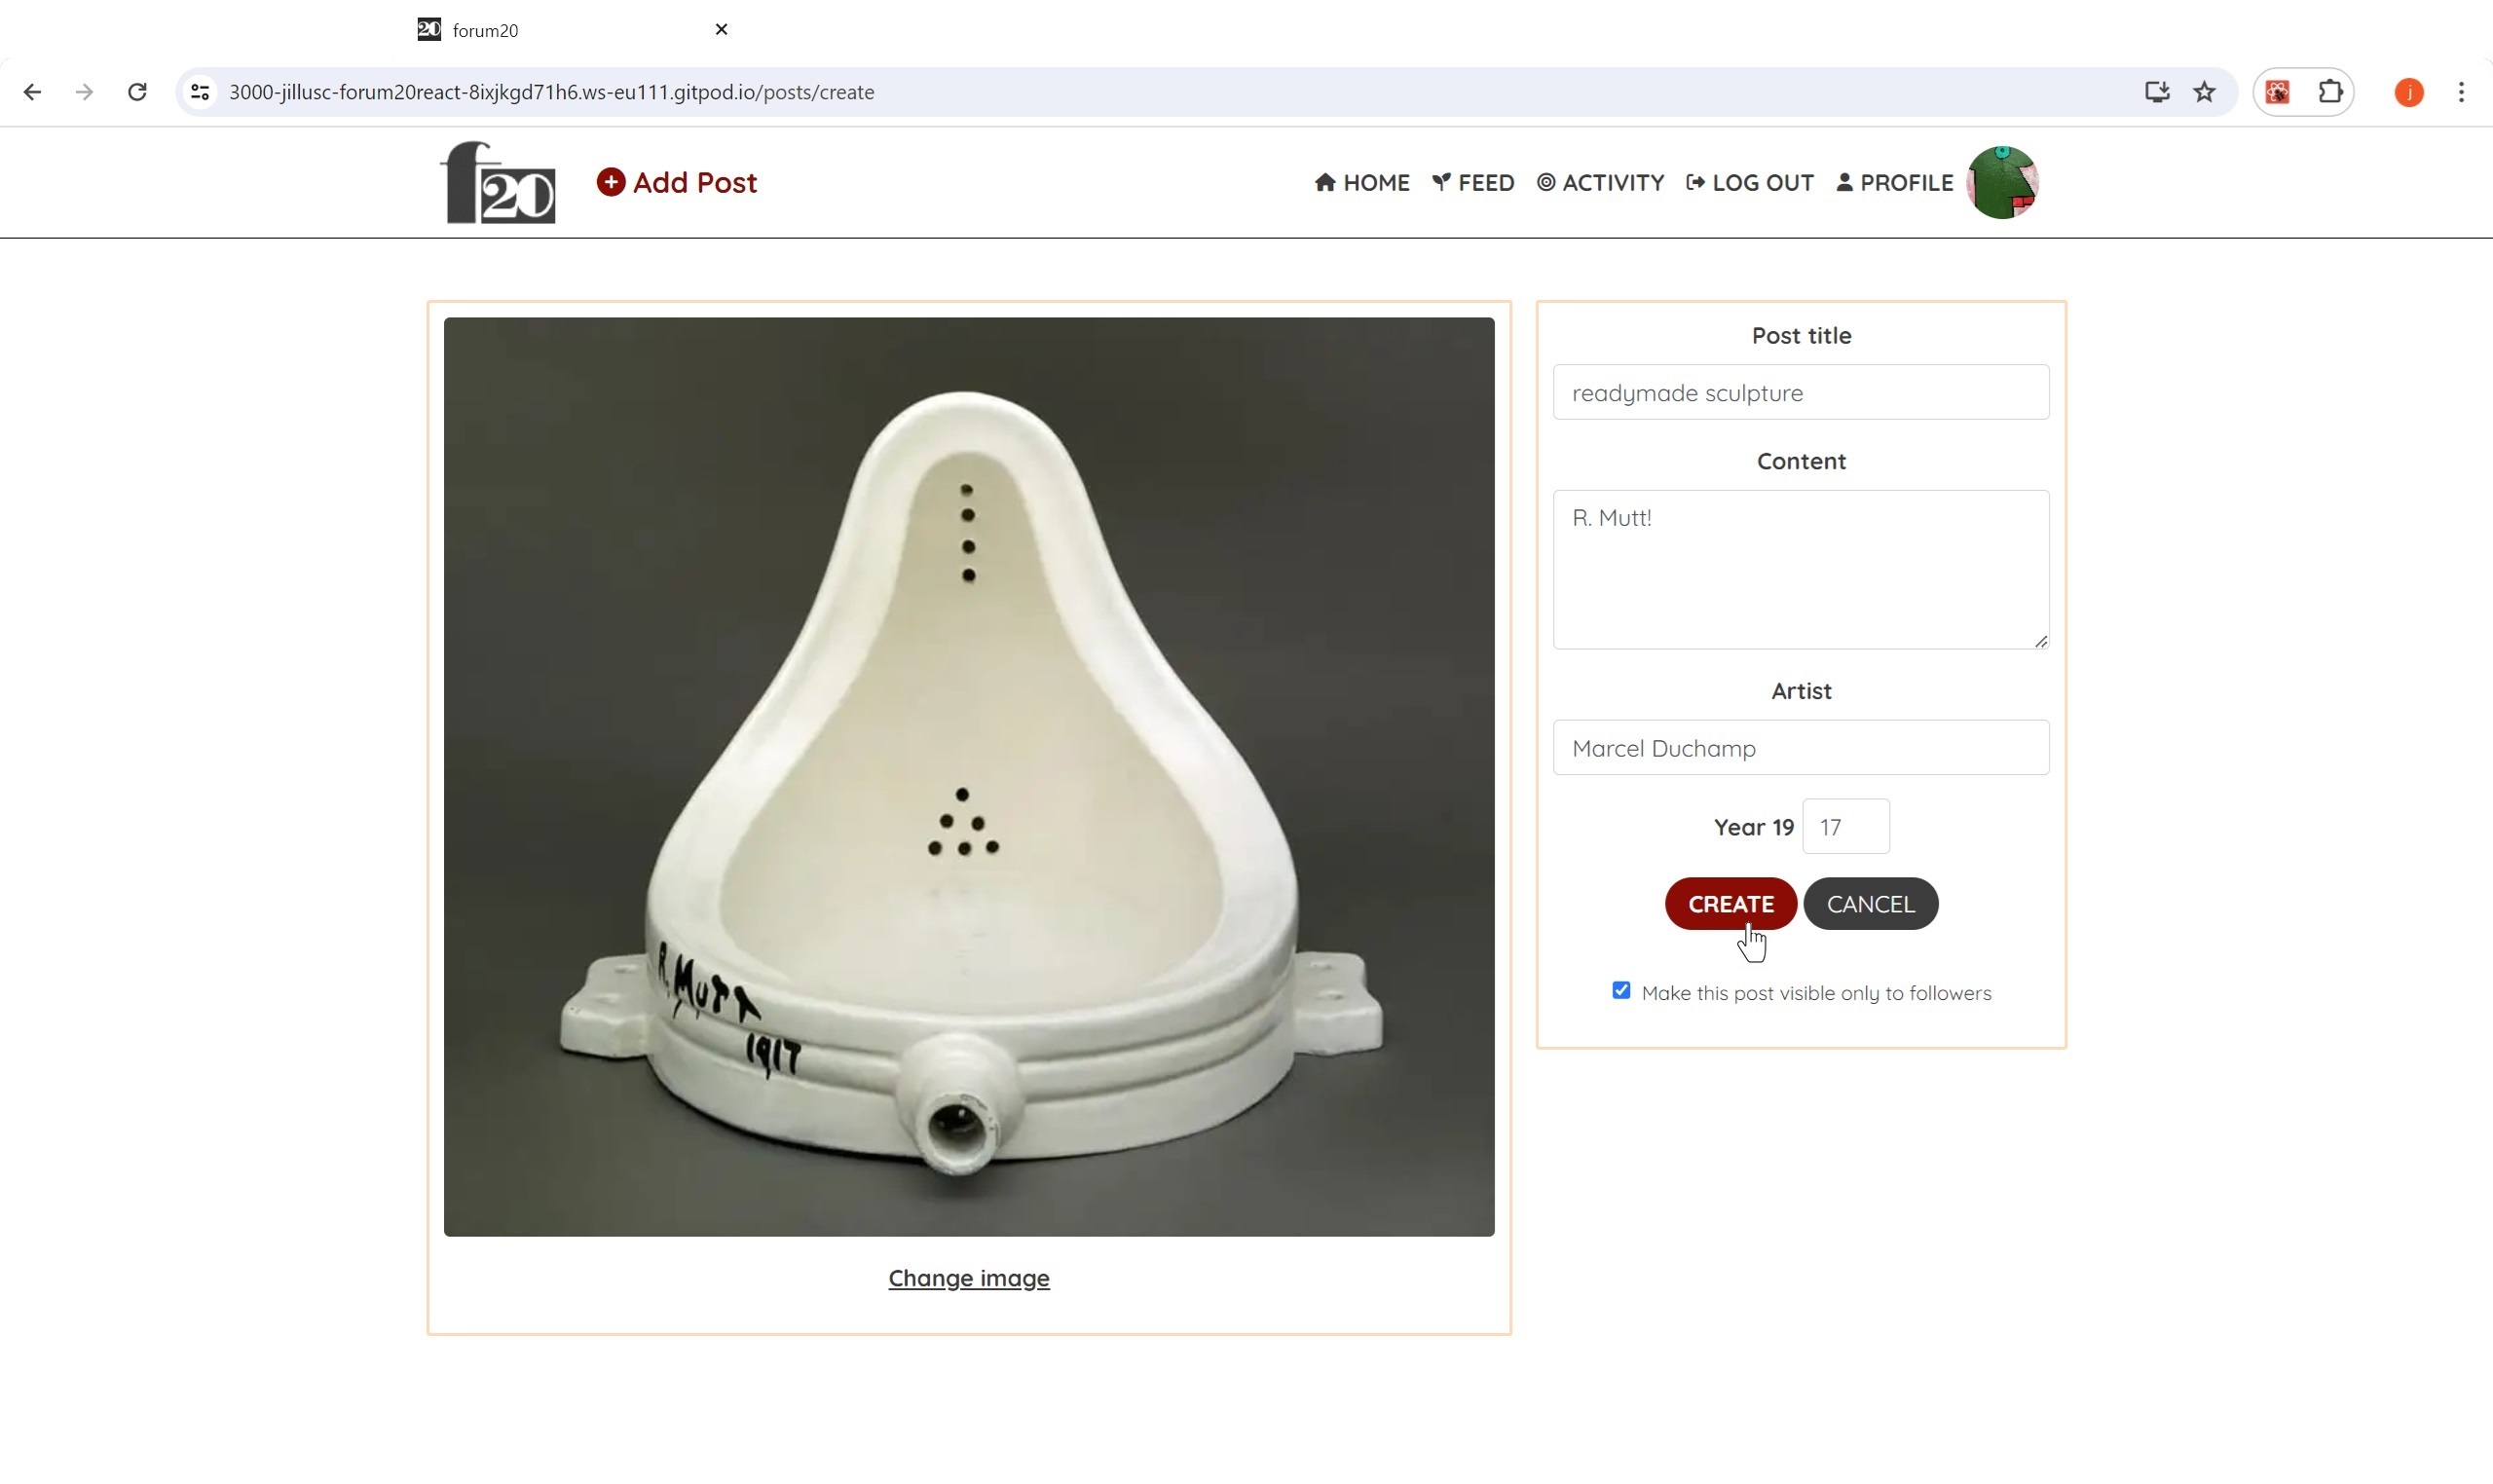 20 forum20
3000-jillusc-forum20react-8ixjkgd71h6.ws-eu111.gitpod.io/posts/create
j
f20
Add Post
HOME FEED ACTIVITY LOG OUT PROFILE
R. MUTT
1917
Change image
Post title
readymade sculpture
Content
R. Mutt!
Artist
Marcel Duchamp
Year 19 17
CREATE CANCEL
Make this post visible only to followers